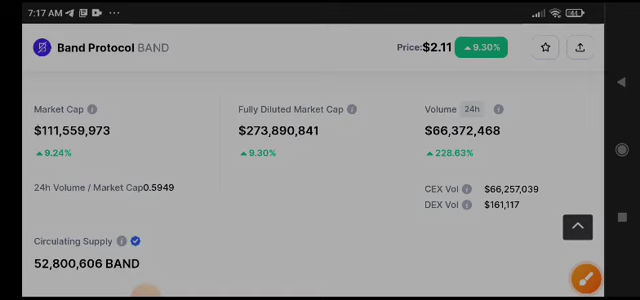 7:17 AM
44
Band Protocol BAND
Price:$2.11 9.30%
Market Cap
$111,559,973
9.24%
24h Volume / Market Cap0.5949
Fully Diluted Market Cap
$273,890,841
9.30%
Volume 24h
$66,372,468
228.63%
CEX Vol $66,257,039
DEX Vol $161,117
Circulating Supply
52,800,606 BAND